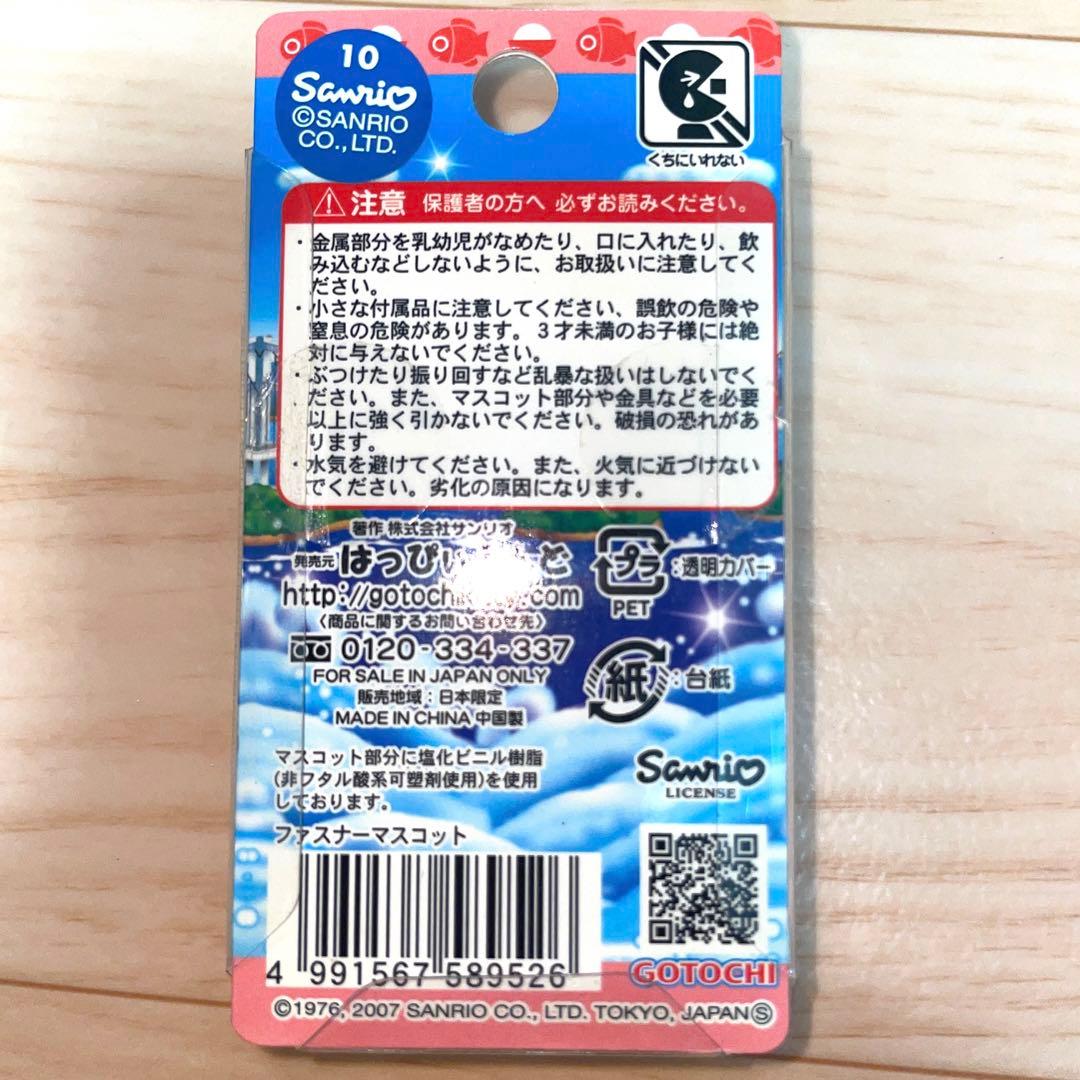 10
Sanrio
©SANRIO
CO.,LTD.
くちにいれない
注意 保護者の方へ 必ずお読みください。
・金属部分を乳幼児がなめたり、口に入れたり、飲
み込むなどしないように、お取扱いに注意してく
ださい。
・小さな付属品に注意してください、誤飲の危険や
窒息の危険があります。3才未満のお子様には絶
対に与えないでください。
・ぶつけたり振り回すなど乱暴な扱いはしないでく
ださい。また、マスコット部分や金具などを必要
以上に強く引かないでください。破損の恐れがあ
ります。
・水気を避けてください。また、火気に近づけない
でください。劣化の原因になります。
著作 株式会社サンリオ
発売元 はっぴぃ
〈商品に関するお問い合わせ先〉
0120-334-337
FOR SALE IN JAPAN ONLY
販売地域:日本限定
MADE IN CHINA 中国製
プラ :透明カバー
PET
紙 :台紙
マスコット部分に塩化ビニル樹脂
(非フタル酸系可塑剤使用)を使用
しております。
ファスナーマスコット
Sanrio
LICENSE
4 991567 589526
GOTOCHI
©1976, 2007 SANRIO CO., LTD. TOKYO, JAPAN Ⓢ